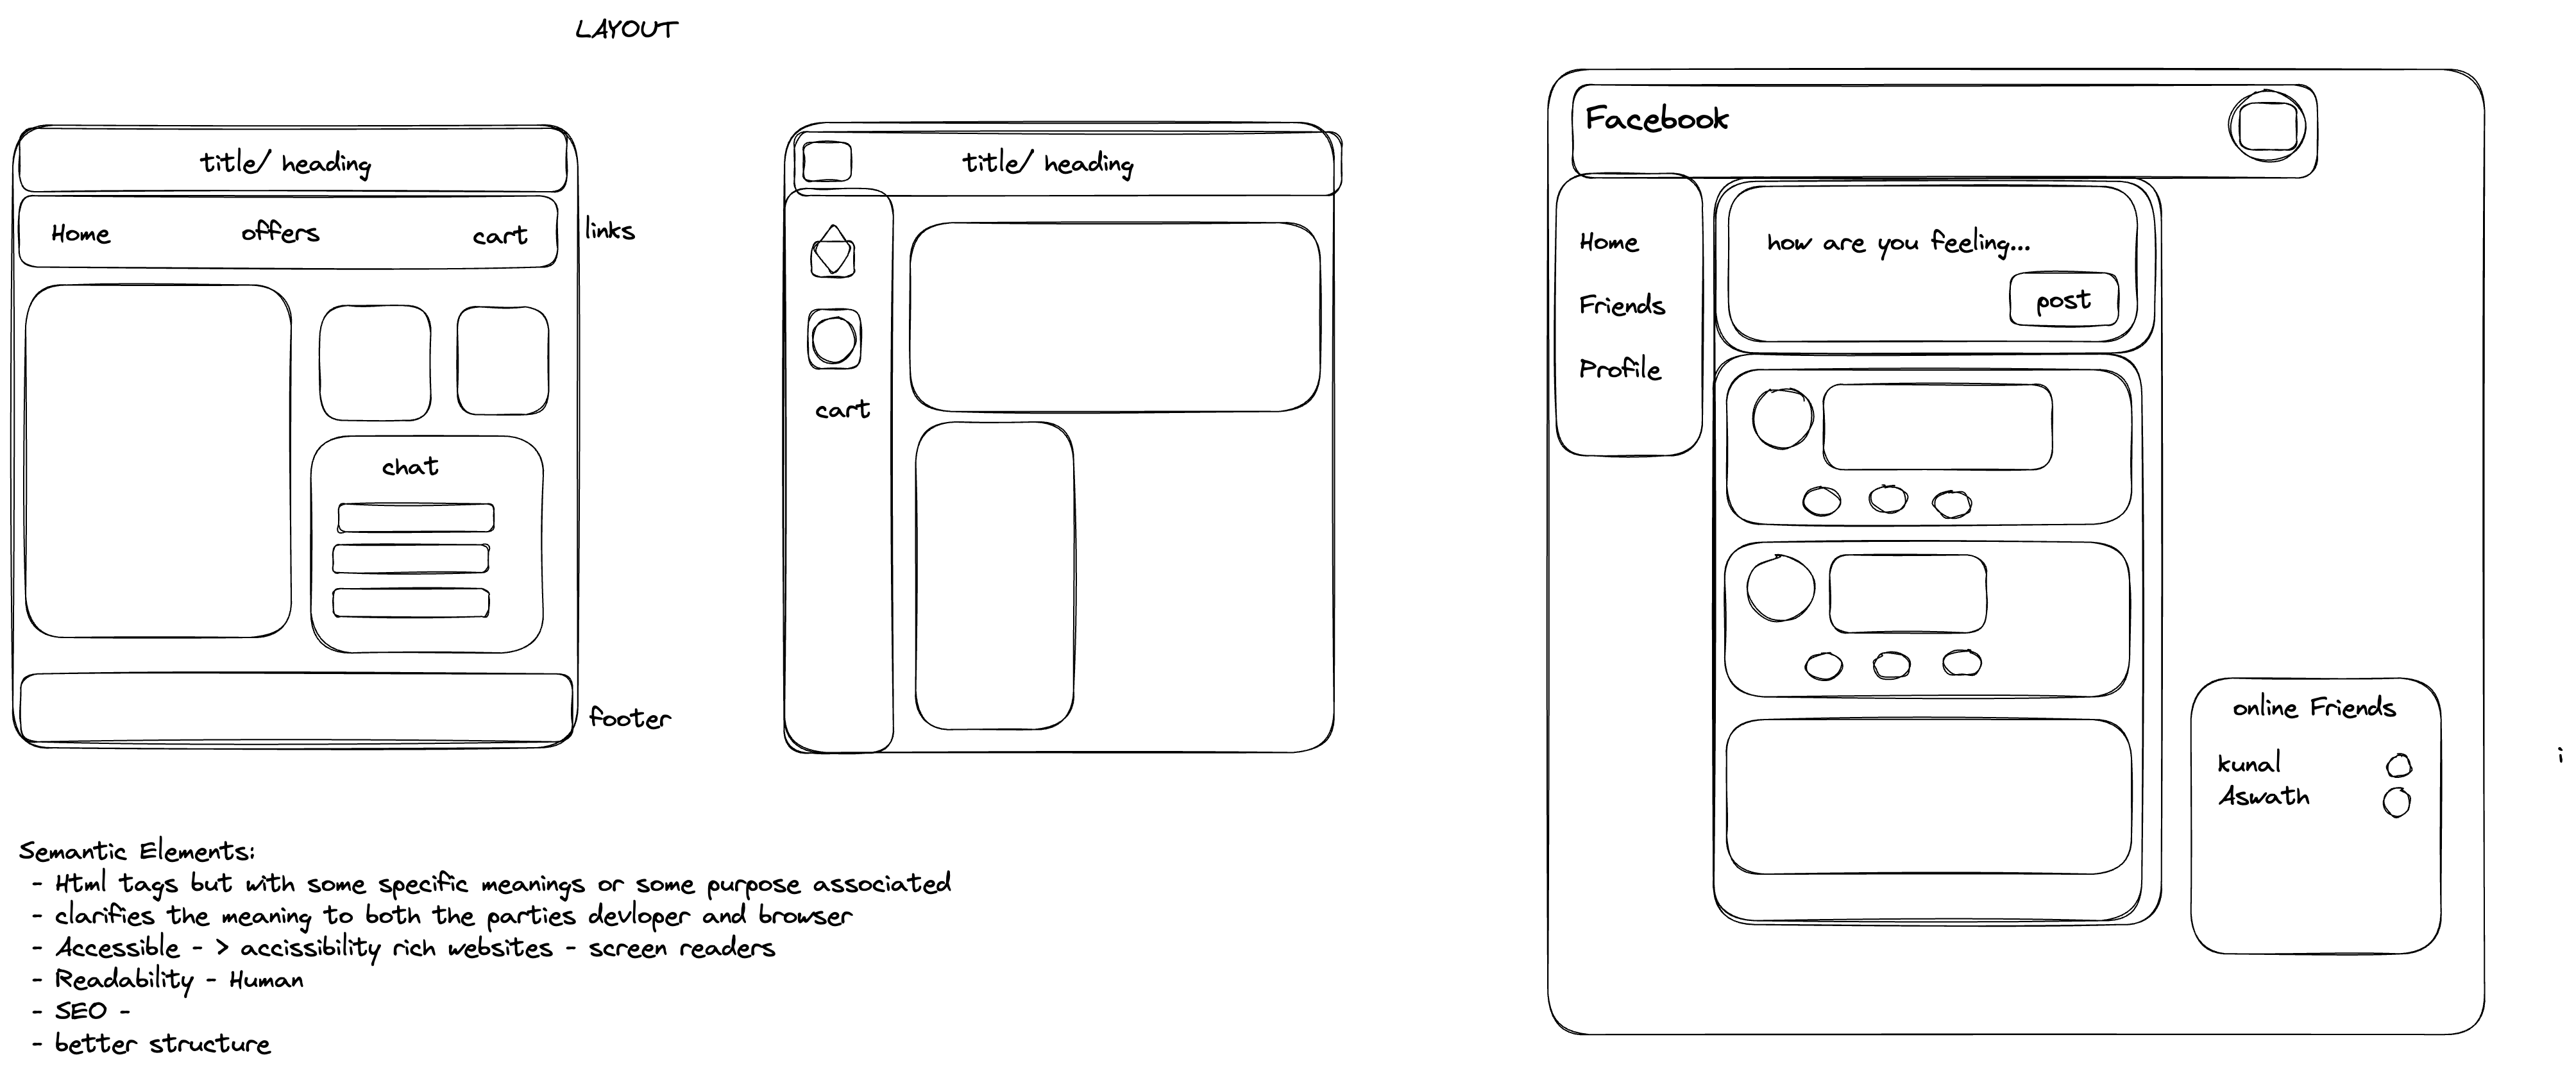 LAYOUT
title/ heading
Home offers cart
links
chat
footer
title/ heading
cart
Facebook
Home
Friends
Profile
how are you feeling...
post
online Friends
kunal
Aswath
i
Semantic Elements:
- Html tags but with some specific meanings or some purpose associated
- clarifies the meaning to both the parties devloper and browser
- Accessible - > accissibility rich websites - screen readers
- Readability - Human
- SEO -
- better structure